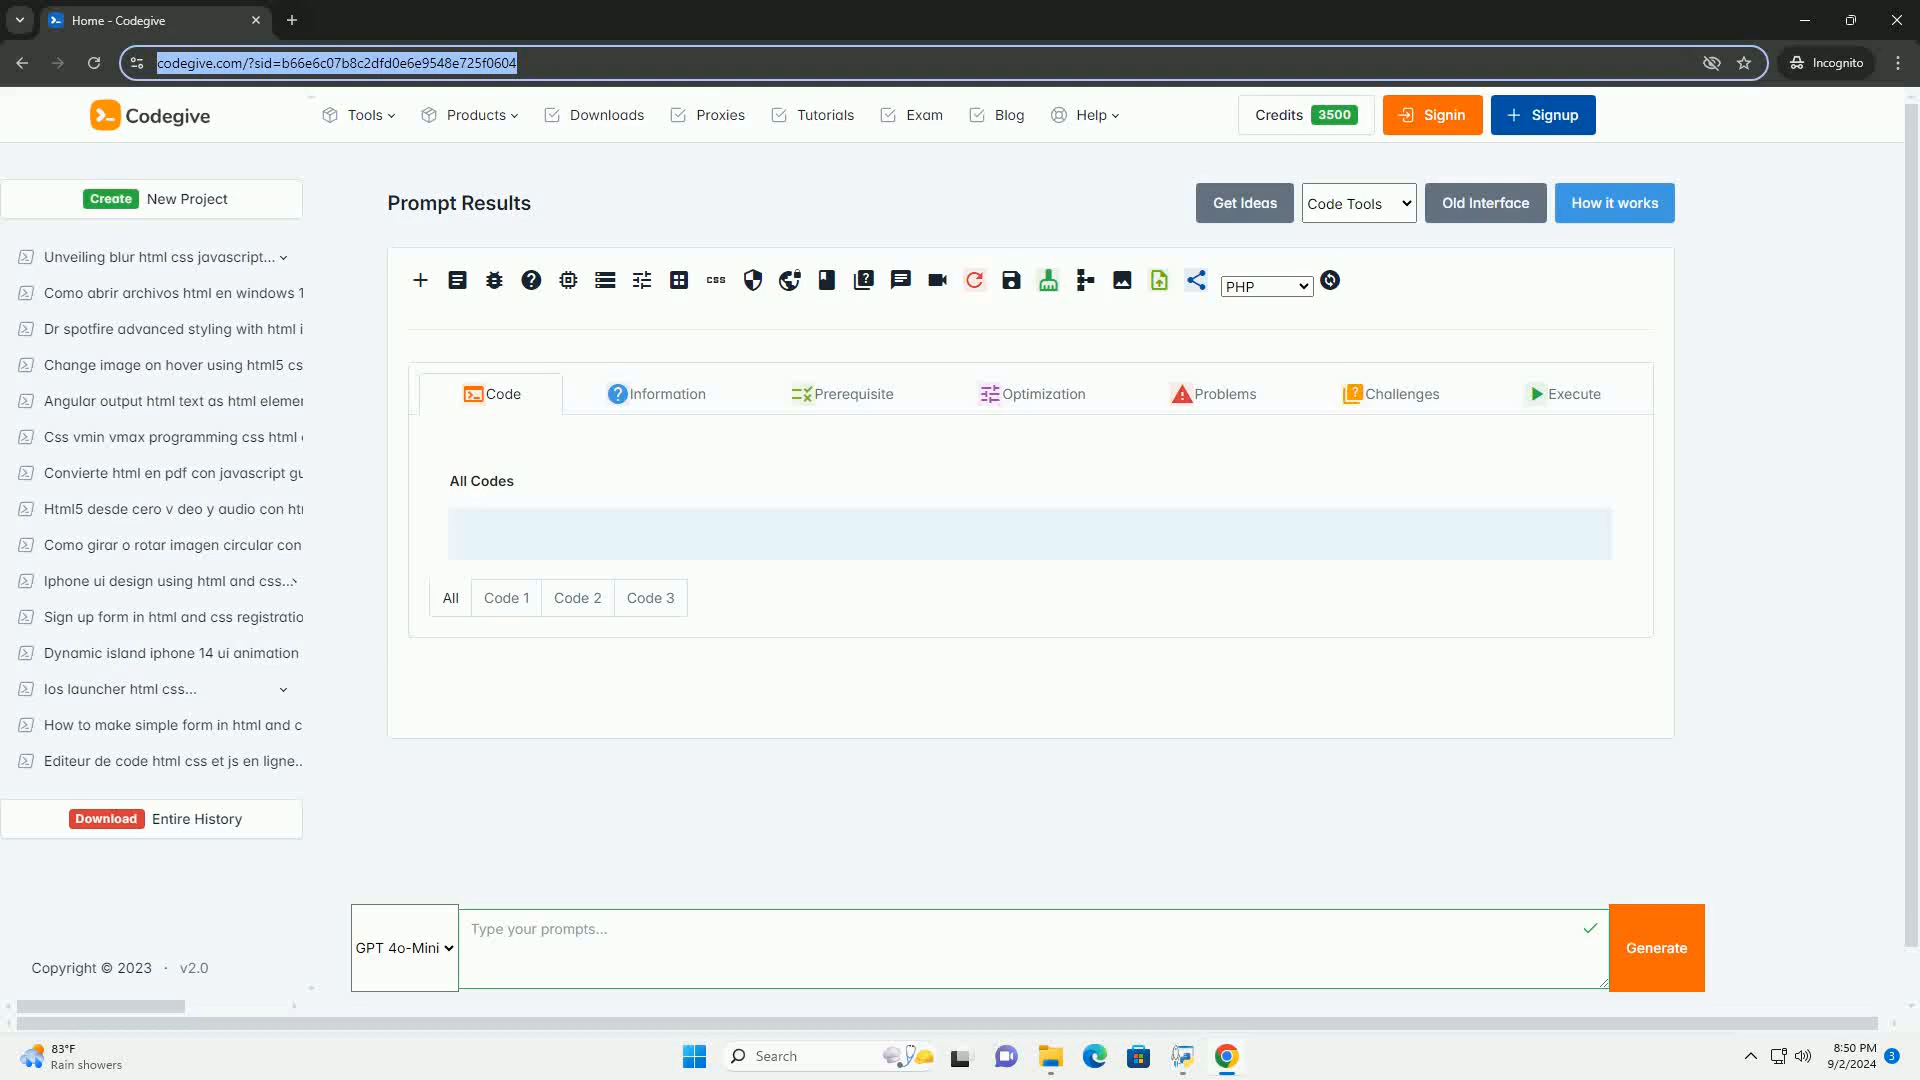 Home - Codegive
codegive.com/?sid=b66e6c07b8c2dfd0e6e9548e725f0604
Incognito
Codegive
Tools
Products
Downloads
Proxies
Tutorials
Exam
Blog
Help
Credits 3500
Signin
Signup
Create New Project
Unveiling blur html css javascript...
Como abrir archivos html en windows 1
Dr spotfire advanced styling with html i
Change image on hover using html5 cs
Angular output html text as html elemer
Css vmin vmax programming css html
Convierte html en pdf con javascript gu
Html5 desde cero v deo y audio con htr
Como girar o rotar imagen circular con
Iphone ui design using html and css...
Sign up form in html and css registratio
Dynamic island iphone 14 ui animation
Ios launcher html css...
How to make simple form in html and c
Editeur de code html css et js en ligne..
Download Entire History
Copyright © 2023 · v2.0
Prompt Results
Get Ideas
Code Tools
Old Interface
How it works
CSS
PHP
Code
Information
Prerequisite
Optimization
Problems
Challenges
Execute
All Codes
All
Code 1
Code 2
Code 3
GPT 4o-Mini
Type your prompts...
Generate
83°F
Rain showers
Search
8:50 PM
9/2/2024
3